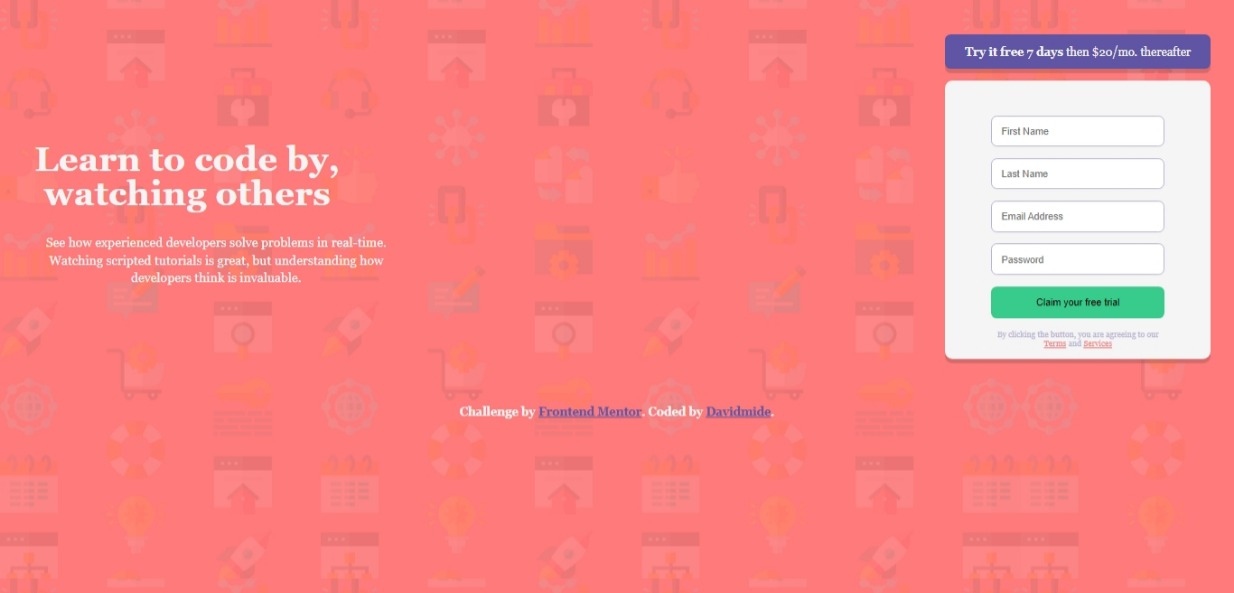 Try it free 7 days then $20/mo. thereafter
Learn to code by,
watching others
See how experienced developers solve problems in real-time.
Watching scripted tutorials is great, but understanding how
developers think is invaluable.
First Name
Last Name
Email Address
Password
Claim your free trial
By clicking the button, you are agreeing to our
Terms and Services
Challenge by Frontend Mentor. Coded by Davidmide.